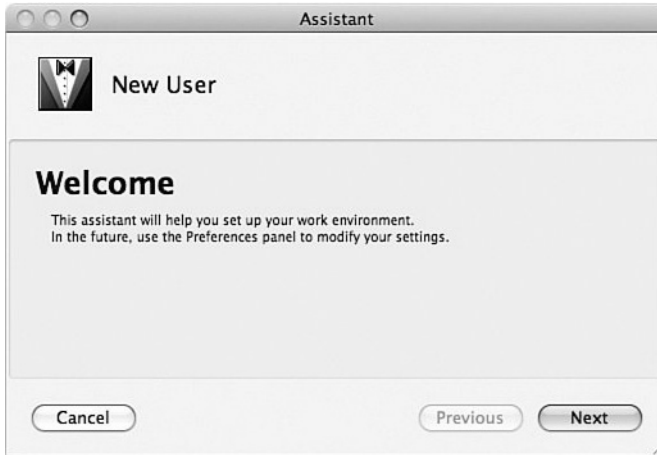 Assistant
New User
Welcome
This assistant will help you set up your work environment.
In the future, use the Preferences panel to modify your settings.
Cancel
Previous
Next